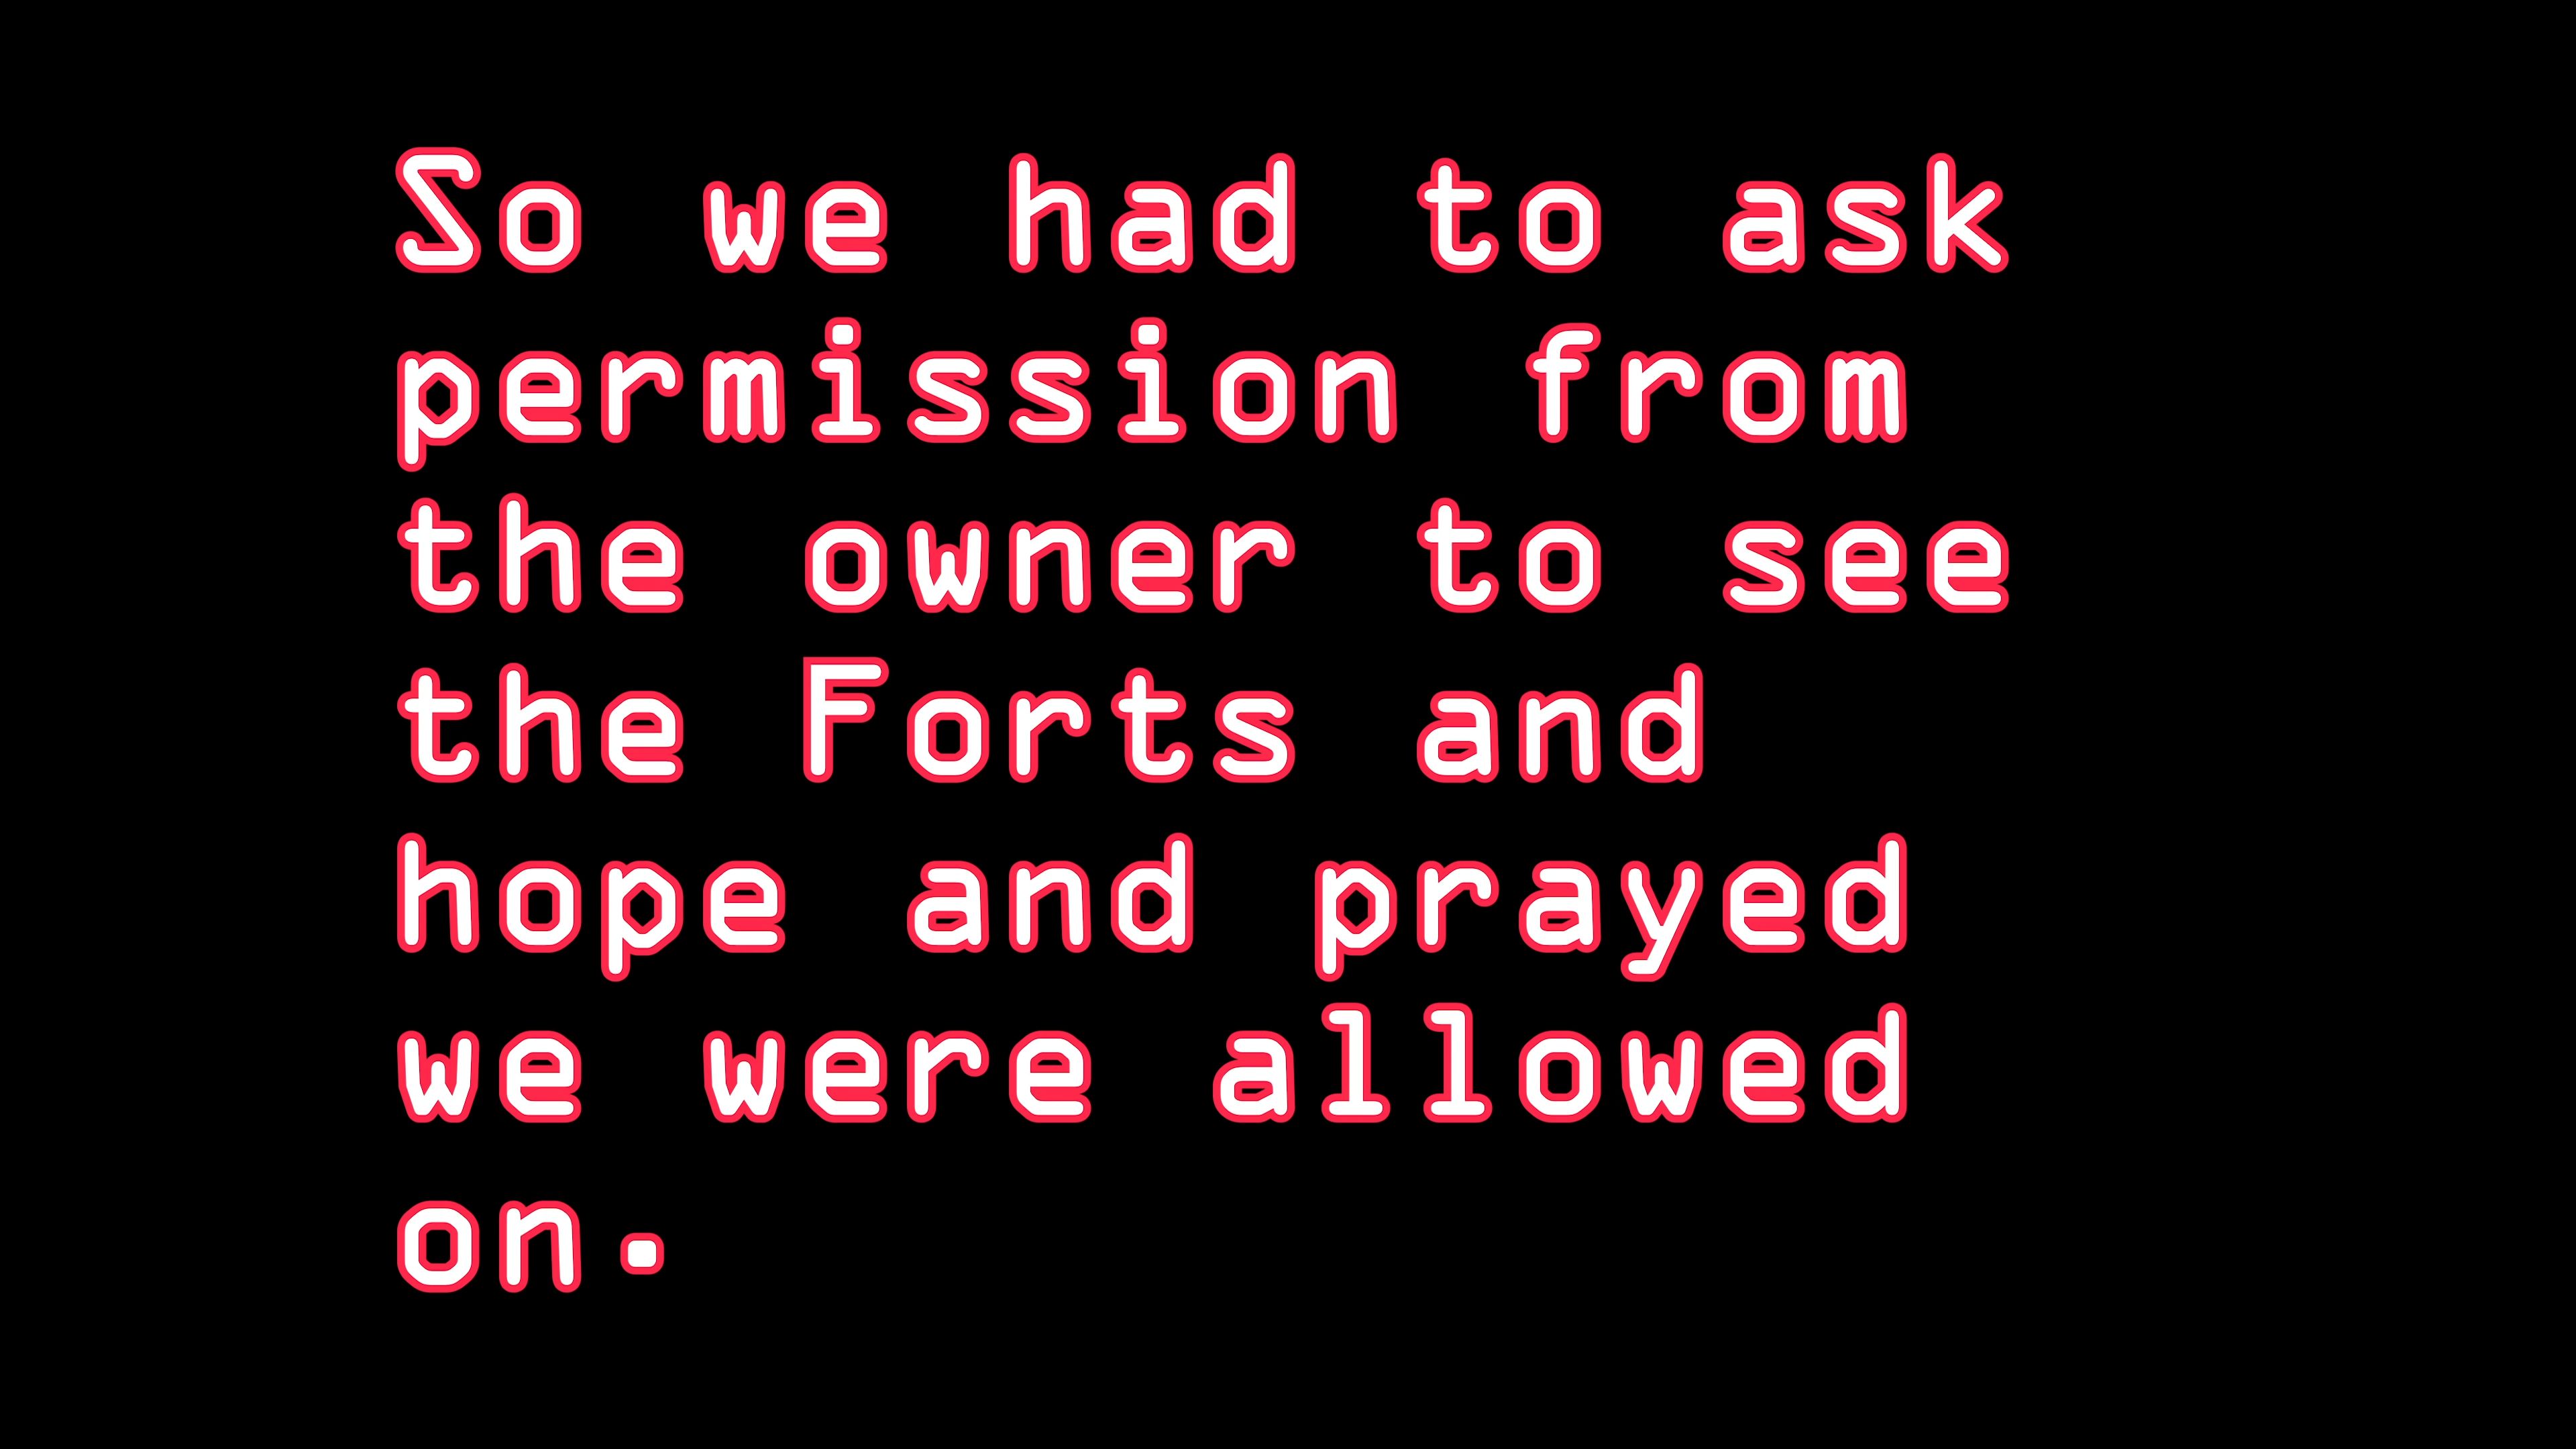 So we had to ask
permission from
the owner to see
the Forts and
hope and prayed
we were allowed
on.